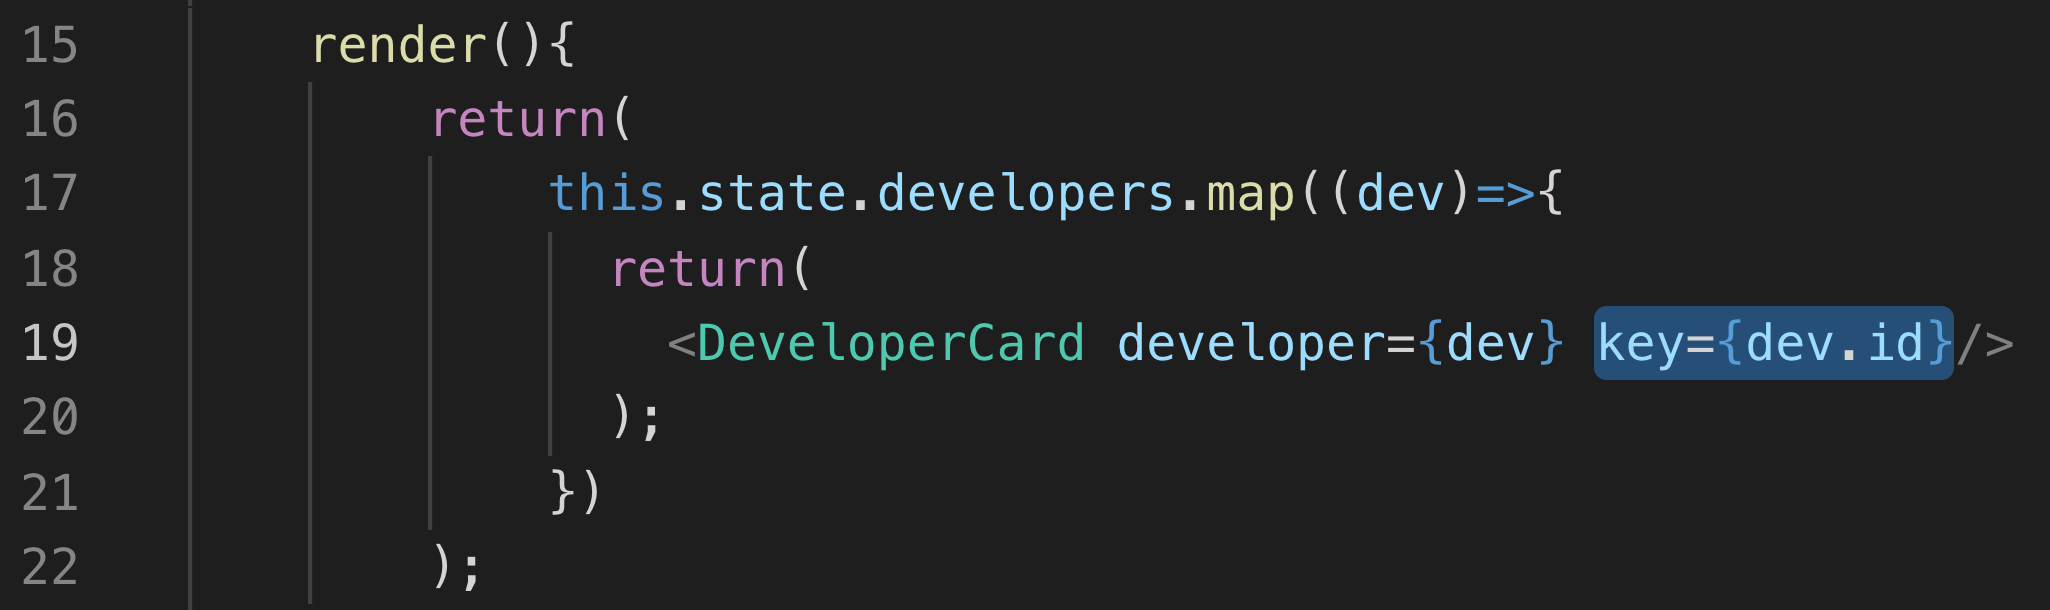 15 render(){
16 return(
17 this.state.developers.map((dev)=>{
18 return(
19 <DeveloperCard developer={dev} key={dev.id}/>
20 );
21 })
22 );